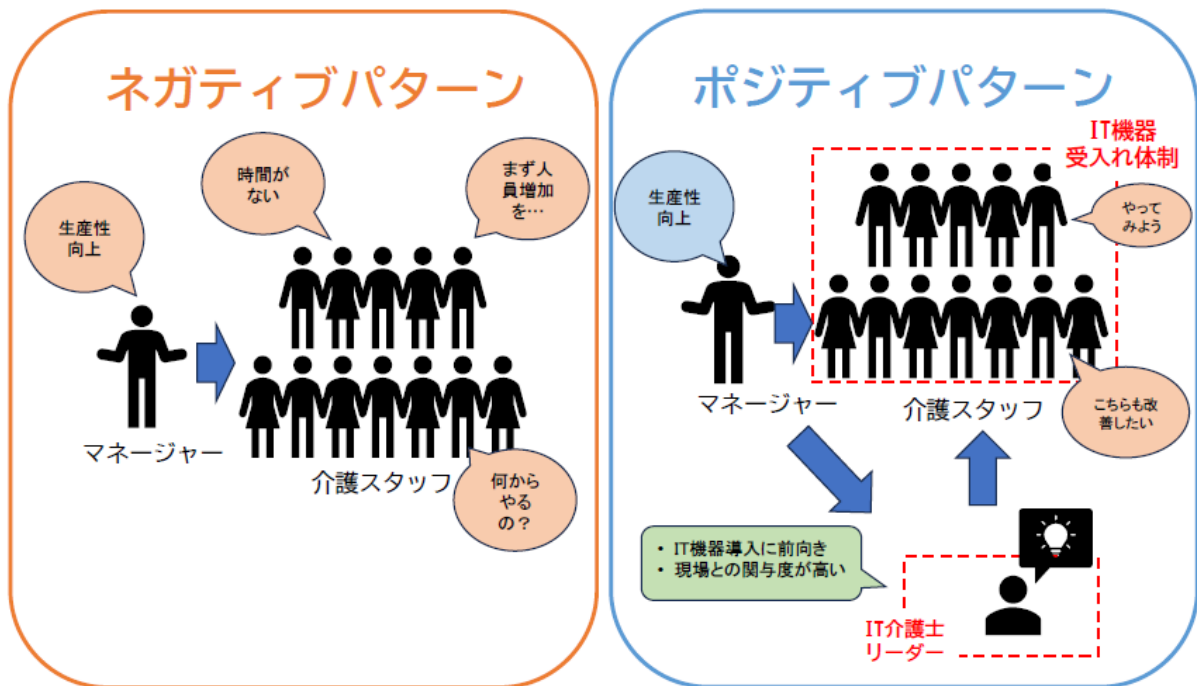 ネガティブパターン
時間が
ない
まず人
員増加
を…
生産性
向上
マネージャー
介護スタッフ
何から
やる
の？
ポジティブパターン
IT機器
受入れ体制
生産性
向上
やって
みよう
マネージャー
介護スタッフ
こちらも改
善したい
• IT機器導入に前向き
• 現場との関与度が高い
IT介護士
リーダー